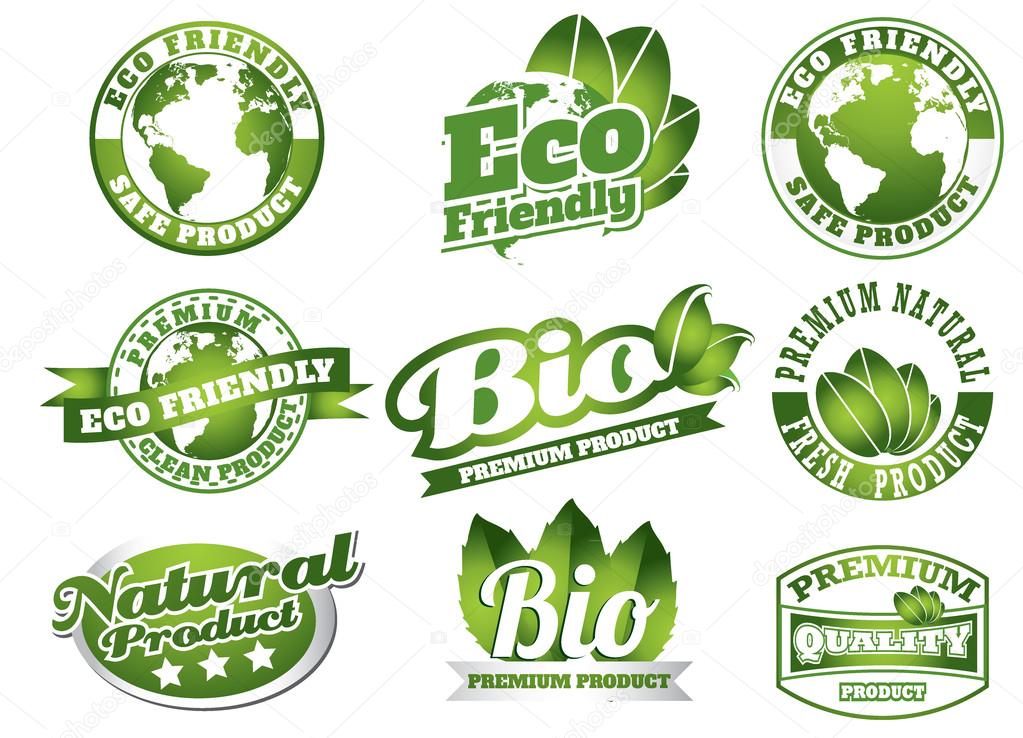 ECO FRIENDLY
SAFE PRODUCT
Eco
Friendly
ECO FRIENDLY
SAFE PRODUCT
PREMIUM
ECO FRIENDLY
CLEAN PRODUCT
Bio
PREMIUM PRODUCT
PREMIUM NATURAL
FRESH PRODUCT
Natural
Product
Bio
PREMIUM PRODUCT
PREMIUM
QUALITY
PRODUCT
depositphotos